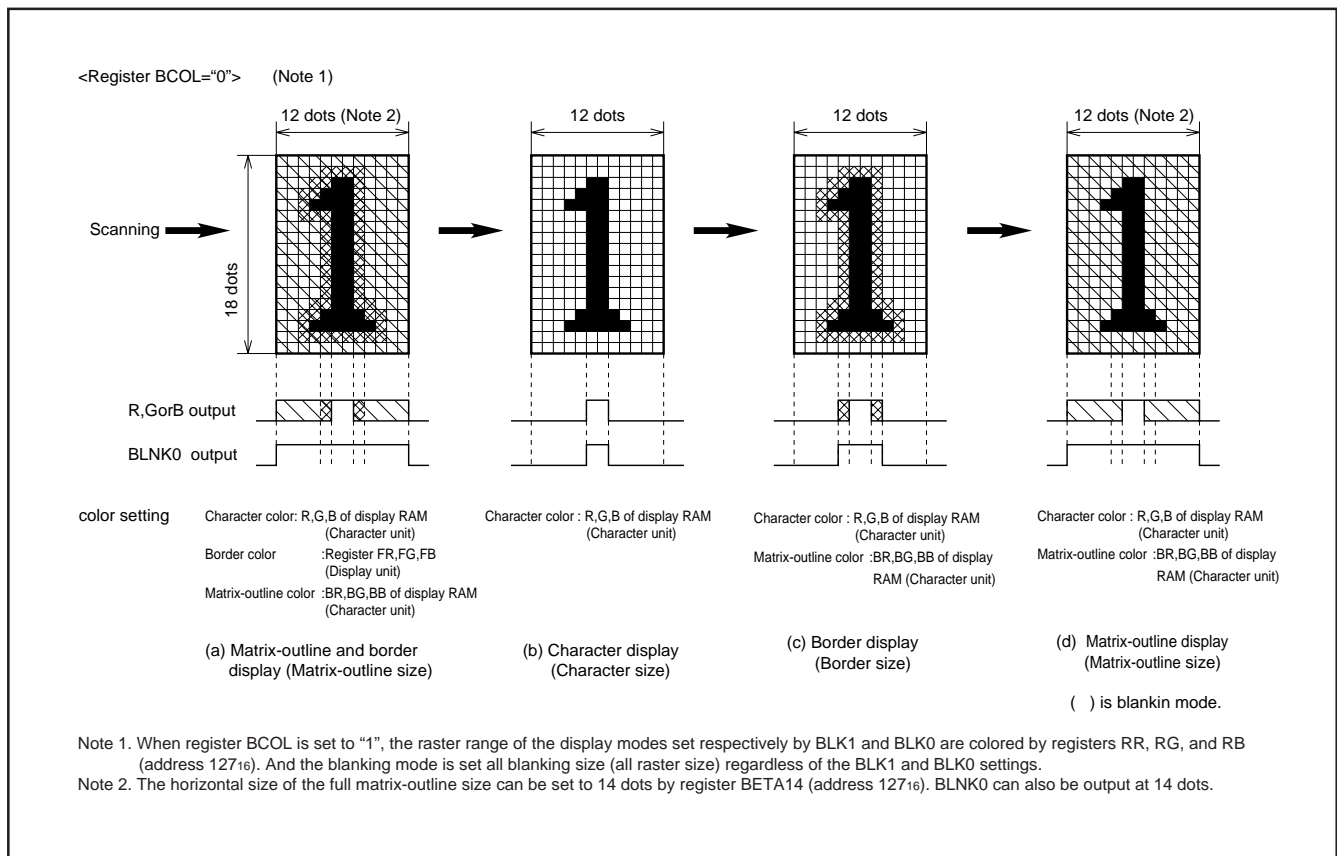 <Register BCOL=“0”> (Note 1)
12 dots (Note 2)
12 dots
12 dots
12 dots (Note 2)
Scanning
18 dots
R,GorB output
BLNK0 output
color setting
Character color: R,G,B of display RAM
(Character unit)
Border color :Register FR,FG,FB
(Display unit)
Matrix-outline color :BR,BG,BB of display RAM
(Character unit)
(a) Matrix-outline and border
display (Matrix-outline size)
Character color : R,G,B of display RAM
(Character unit)
(b) Character display
(Character size)
Character color : R,G,B of display RAM
(Character unit)
Matrix-outline color :BR,BG,BB of display
RAM (Character unit)
(c) Border display
(Border size)
Character color : R,G,B of display RAM
(Character unit)
Matrix-outline color :BR,BG,BB of display
RAM (Character unit)
(d) Matrix-outline display
(Matrix-outline size)
( ) is blankin mode.
Note 1. When register BCOL is set to “1”, the raster range of the display modes set respectively by BLK1 and BLK0 are colored by registers RR, RG, and RB
(address 12716). And the blanking mode is set all blanking size (all raster size) regardless of the BLK1 and BLK0 settings.
Note 2. The horizontal size of the full matrix-outline size can be set to 14 dots by register BETA14 (address 12716). BLNK0 can also be output at 14 dots.